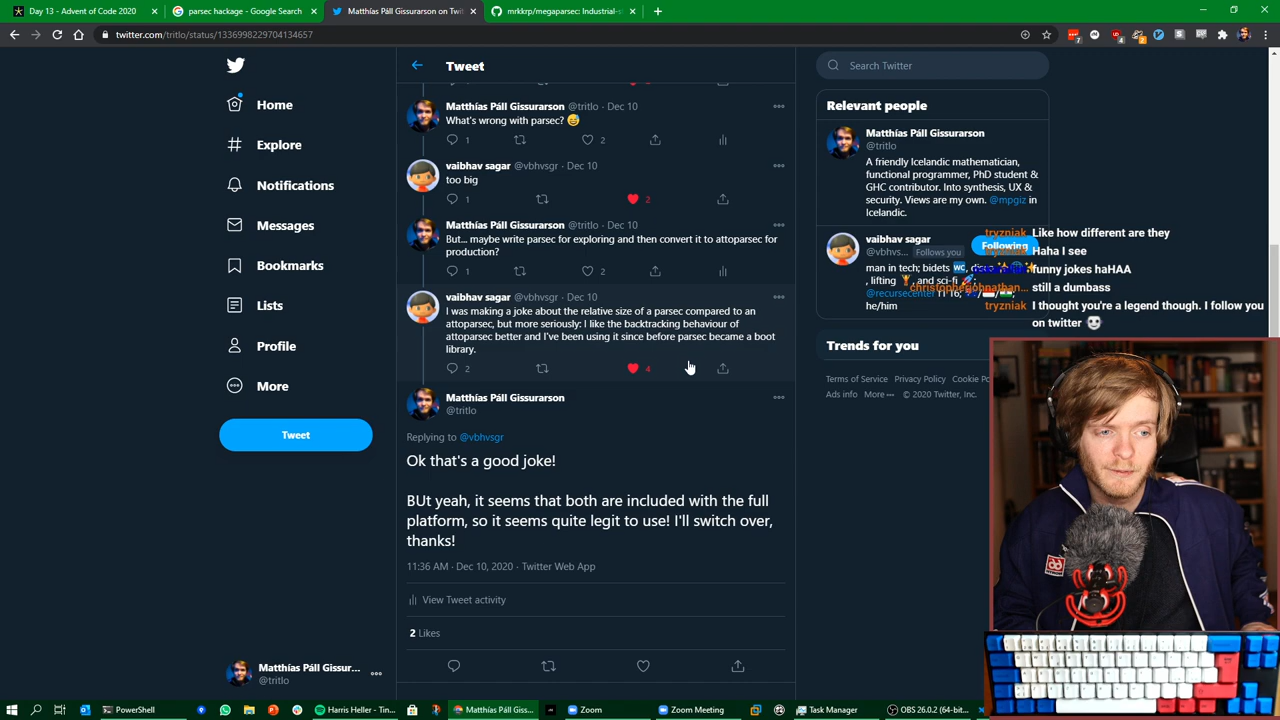 Day 13 - Advent of Code 2020
parsec hackage - Google Search
Matthías Páll Gissurarson on Twi
mrkkrp/megaparsec: Industrial-s
twitter.com/tritlo/status/1336998229704134657
Tweet
Search Twitter
Home
Explore
Notifications
Messages
Bookmarks
Lists
Profile
More
Tweet
Matthías Páll Gissurarson @tritlo · Dec 10
What's wrong with parsec? 😅
1
2
vaibhav sagar @vbhvsgr · Dec 10
too big
1
2
Matthías Páll Gissurarson @tritlo · Dec 10
But... maybe write parsec for exploring and then convert it to attoparsec for
production?
1
2
vaibhav sagar @vbhvsgr · Dec 10
I was making a joke about the relative size of a parsec compared to an
attoparsec, but more seriously: I like the backtracking behaviour of
attoparsec better and I've been using it since before parsec became a boot
library.
2
4
Matthías Páll Gissurarson
@tritlo
Replying to @vbhvsgr
Ok that's a good joke!
BUt yeah, it seems that both are included with the full
platform, so it seems quite legit to use! I'll switch over,
thanks!
11:36 AM · Dec 10, 2020 · Twitter Web App
View Tweet activity
2 Likes
Relevant people
Matthías Páll Gissurarson
@tritlo
A friendly Icelandic mathematician,
functional programmer, PhD student &
GHC contributor. Into synthesis, UX &
security. Views are my own. @mpgiz in
Icelandic.
vaibhav sagar
@vbhvs... Follows you
Following
man in tech; bidets
, lifting and sci-fi
@recursecenter
he/him
Trends for you
Terms of Service Privacy Policy Cookie Po
Ads info More © 2020 Twitter, Inc.
tryzniak Like how different are they
Haha I see
funny jokes haHAA
christopherjohnathan... still a dumbass
tryzniak I thought you're a legend though. I follow you
on twitter
Matthías Páll Gissur...
@tritlo
PowerShell
Harris Heller - Tin...
Matthías Páll Giss...
Zoom
Zoom Meeting
Task Manager
OBS 26.0.2 (64-bit...